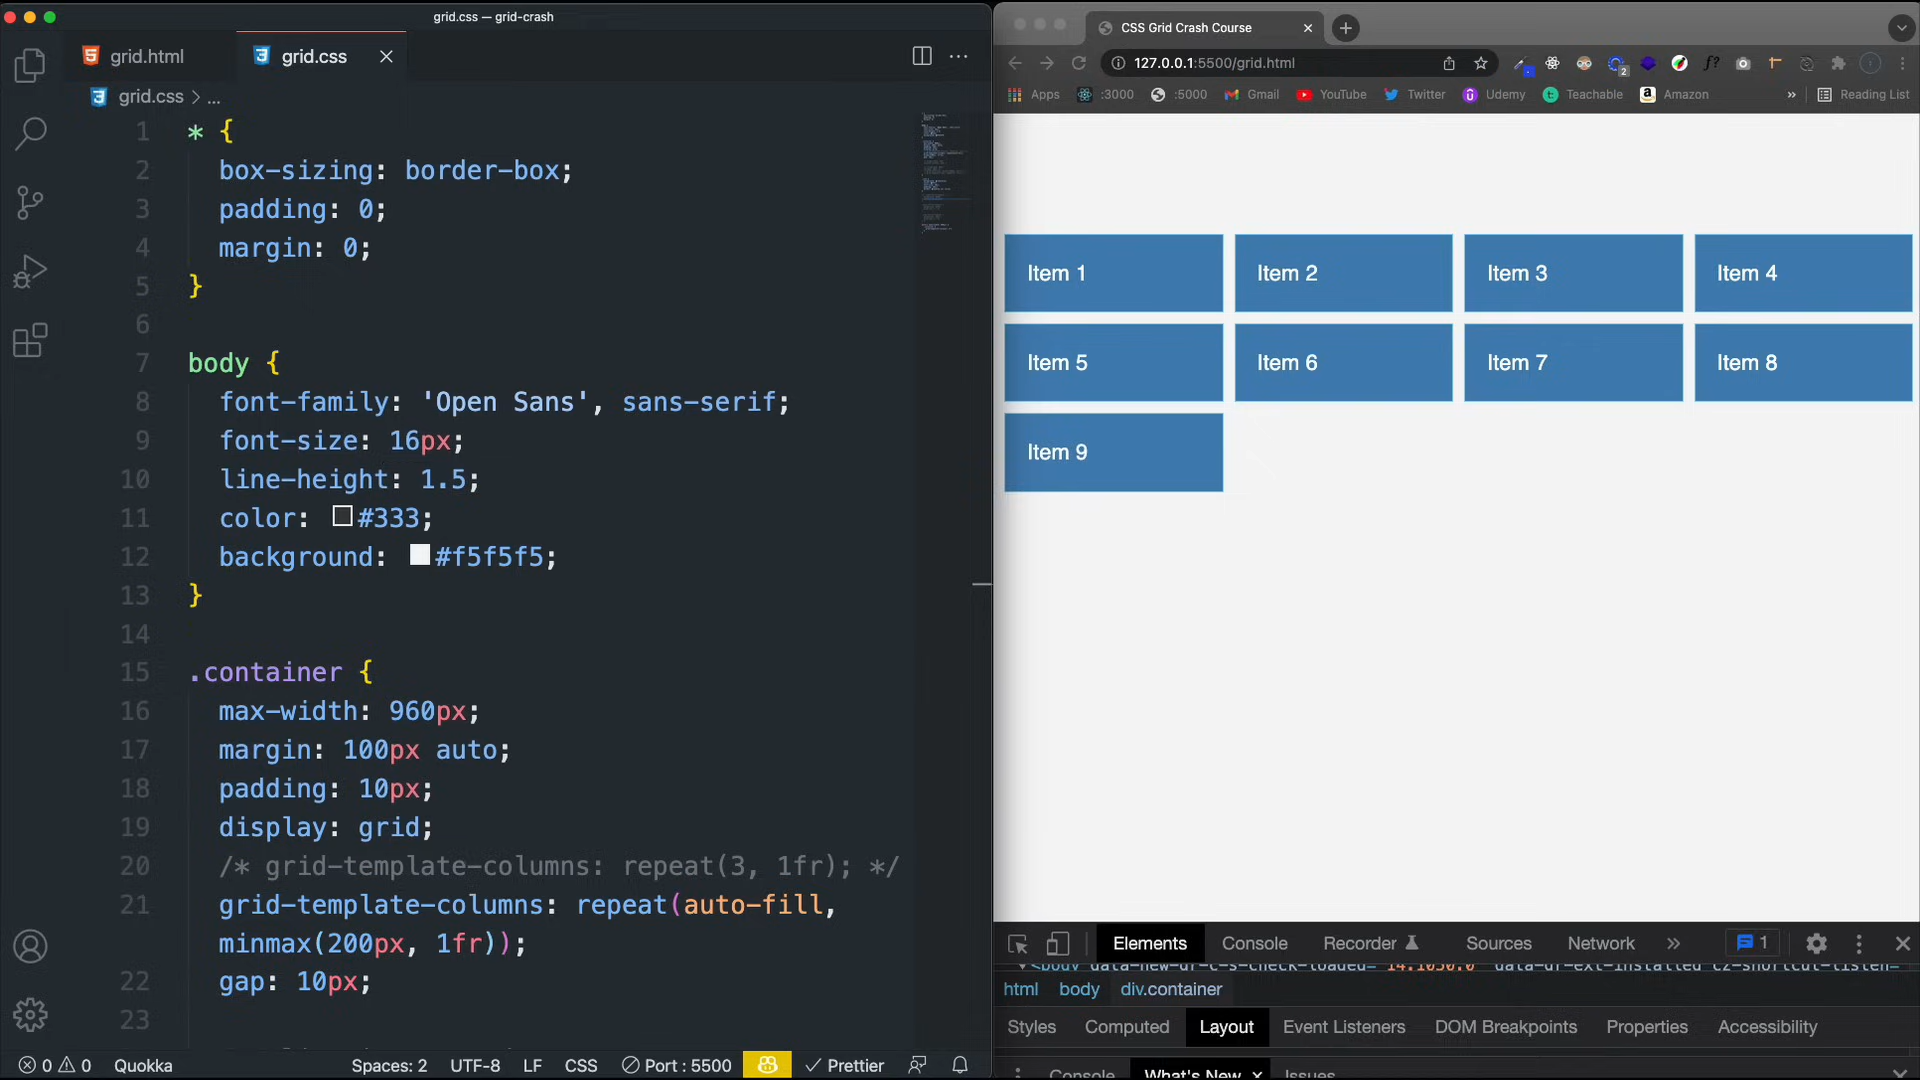 grid.css — grid-crash
grid.html
grid.css
grid.css > ...
1 * {
2 box-sizing: border-box;
3 padding: 0;
4 margin: 0;
5 }
6
7 body {
8 font-family: 'Open Sans', sans-serif;
9 font-size: 16px;
10 line-height: 1.5;
11 color: #333;
12 background: #f5f5f5;
13 }
14
15 .container {
16 max-width: 960px;
17 margin: 100px auto;
18 padding: 10px;
19 display: grid;
20 /* grid-template-columns: repeat(3, 1fr); */
21 grid-template-columns: repeat(auto-fill,
minmax(200px, 1fr));
22 gap: 10px;
23
0 0 Quokka Spaces: 2 UTF-8 LF CSS Port : 5500 Prettier
CSS Grid Crash Course
127.0.0.1:5500/grid.html
f?
2
Apps :3000 :5000 Gmail YouTube Twitter Udemy Teachable Amazon » Reading List
Item 1 Item 2 Item 3 Item 4
Item 5 Item 6 Item 7 Item 8
Item 9
Elements Console Recorder Sources Network » 1
html body div.container
Styles Computed Layout Event Listeners DOM Breakpoints Properties Accessibility
Console What's New Issues